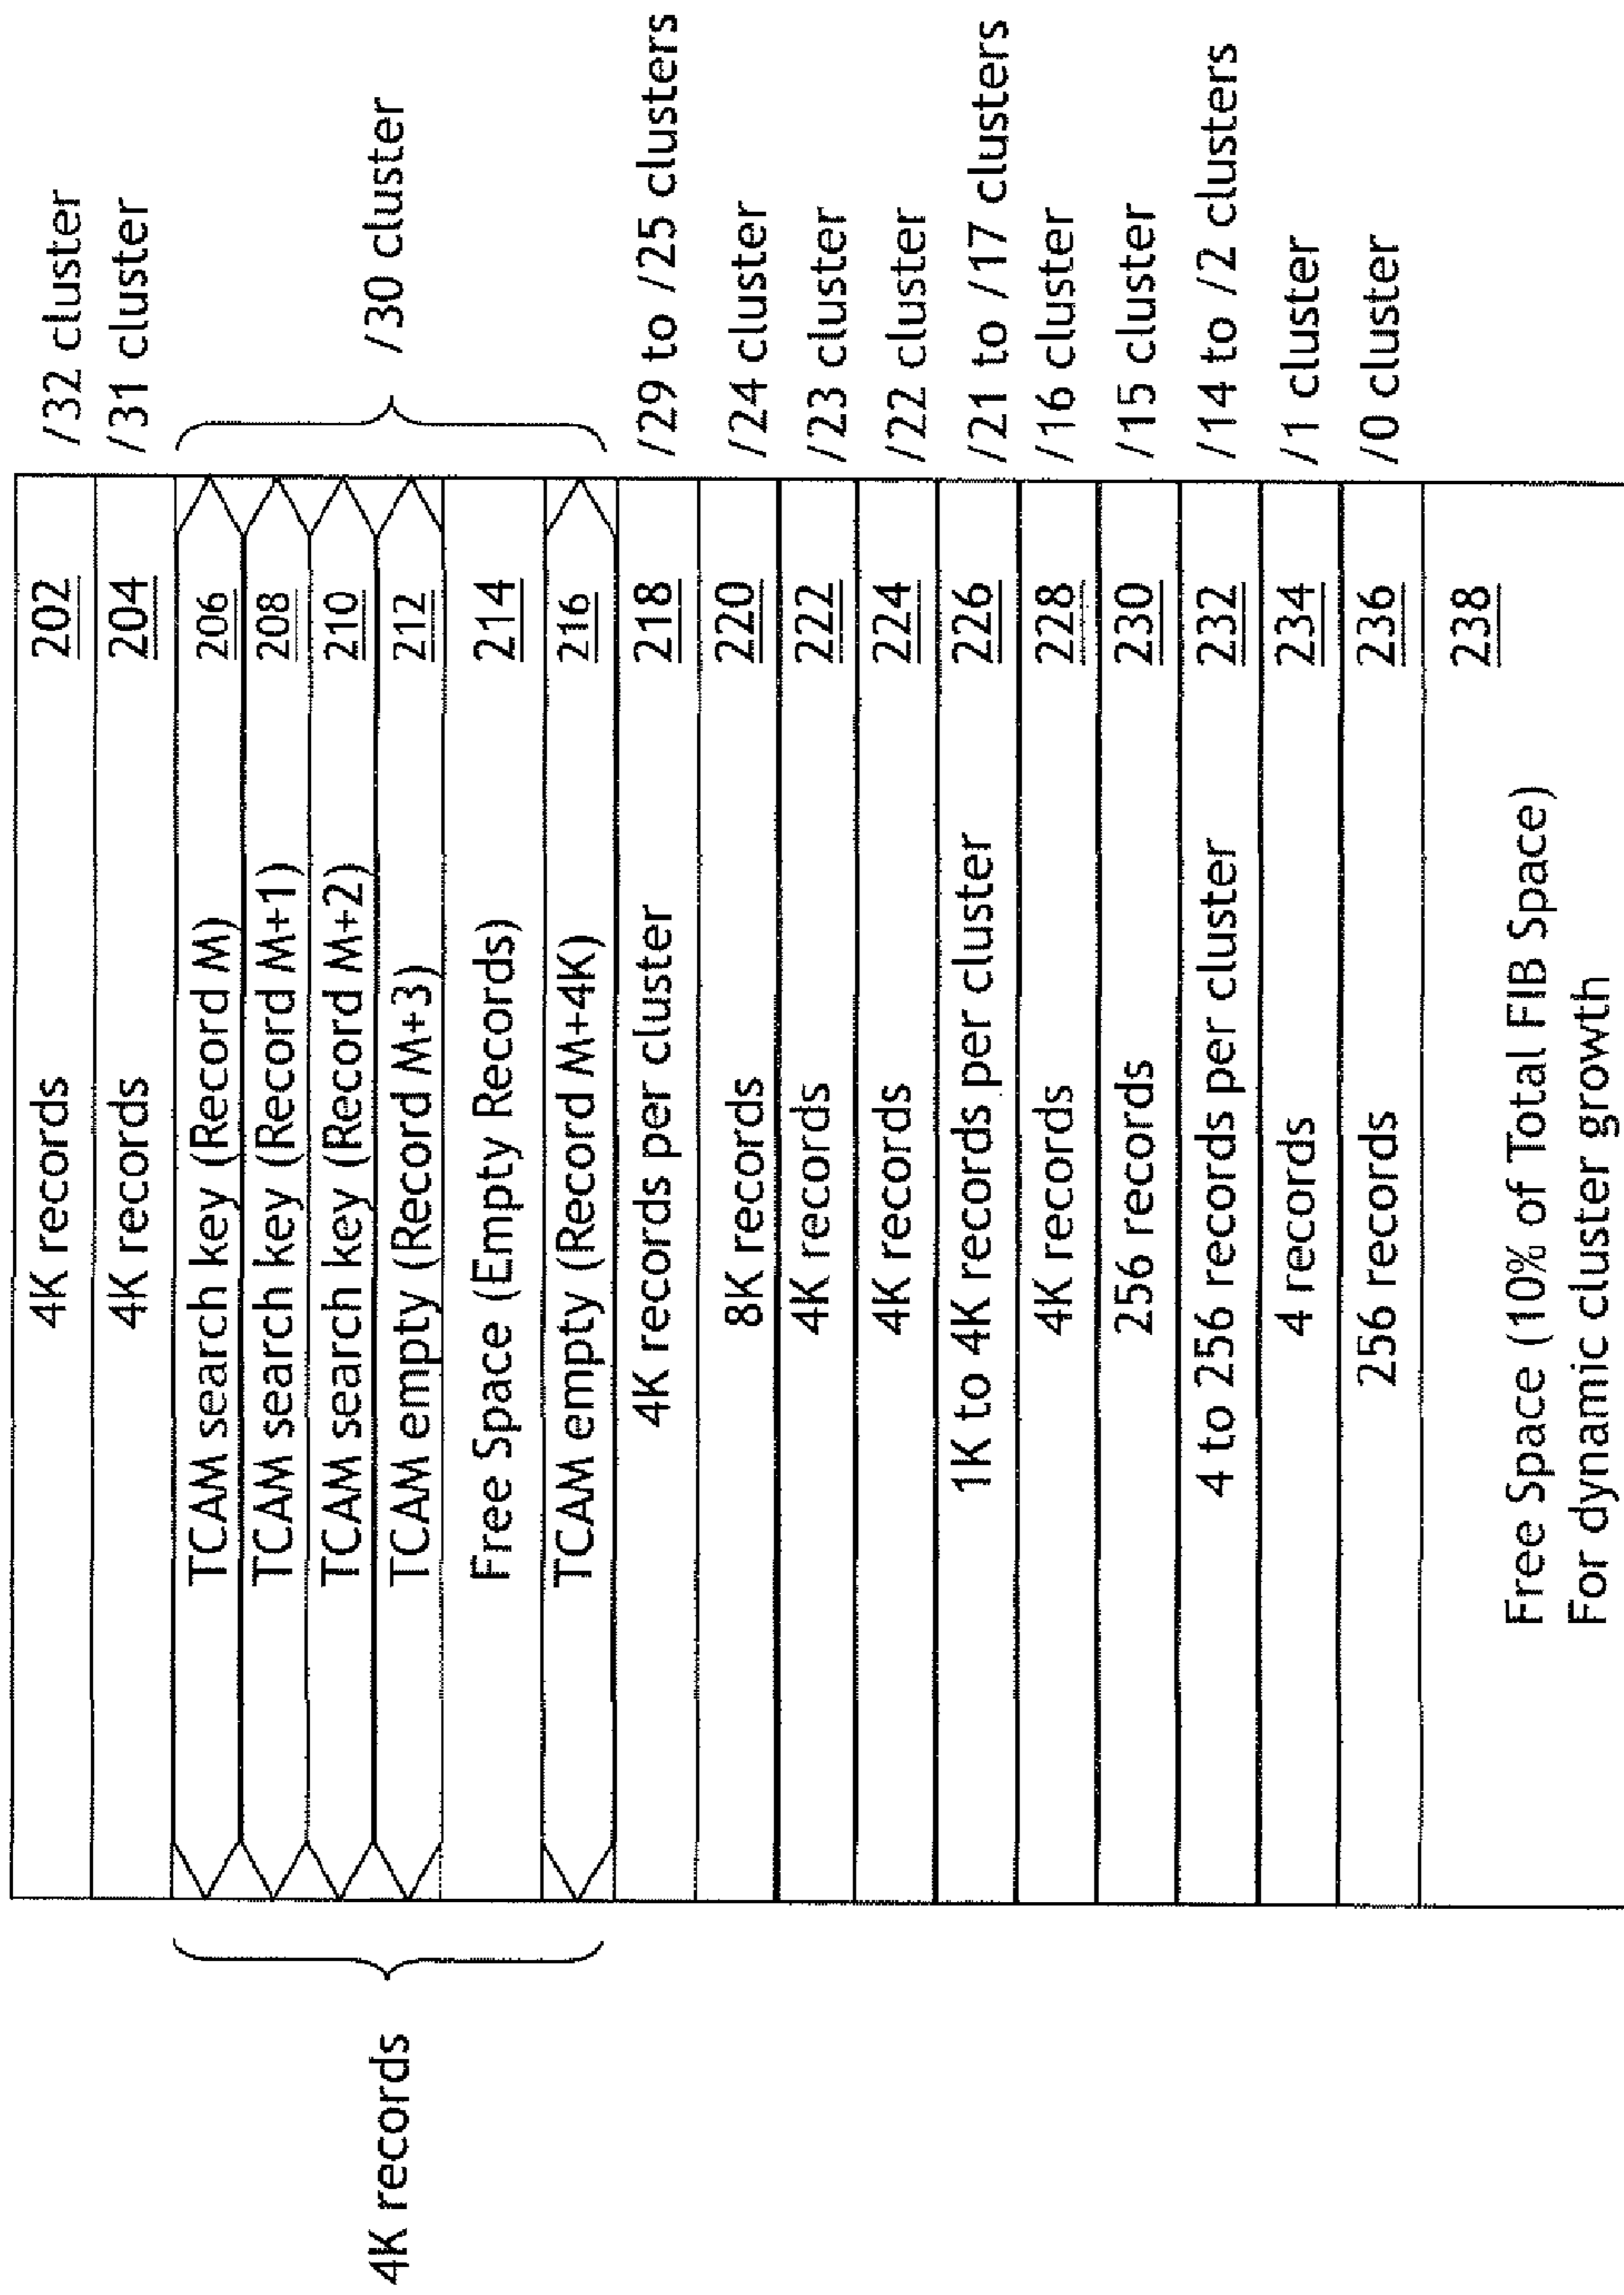 4K records 202 /32 cluster
4K records 204 /31 cluster
TCAM search key (Record M) 206
TCAM search key (Record M+1) 208
TCAM search key (Record M+2) 210
4K records TCAM empty (Record M+3) 212 /30 cluster
Free Space (Empty Records) 214
TCAM empty (Record M+4K) 216
4K records per cluster 218 /29 to /25 clusters
8K records 220 /24 cluster
4K records 222 /23 cluster
4K records 224 /22 cluster
1K to 4K records per cluster 226 /21 to /17 clusters
4K records 228 /16 cluster
256 records 230 /15 cluster
4 to 256 records per cluster 232 /14 to /2 clusters
4 records 234 /1 cluster
256 records 236 /0 cluster
238
Free Space (10% of Total FIB Space)
For dynamic cluster growth